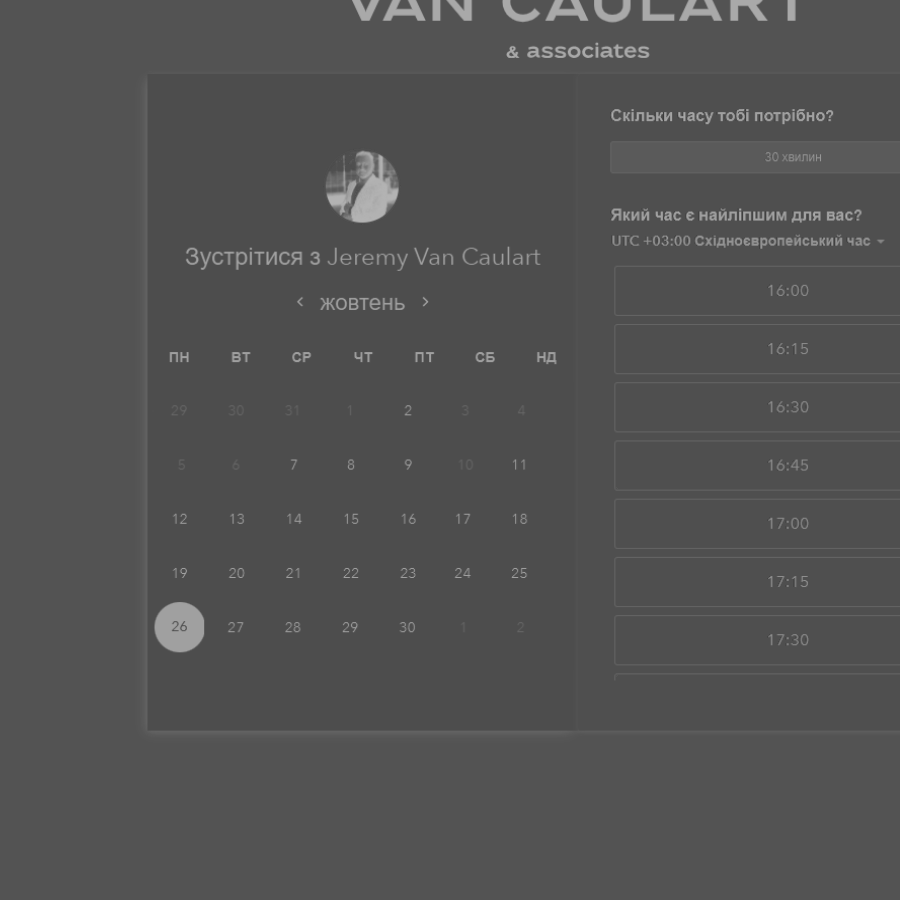 VAN CAULART
& associates
Зустрітися з Jeremy Van Caulart
жовтень
ПН ВТ СР ЧТ ПТ СБ НД
29 30 31 1 2 3 4
5 6 7 8 9 10 11
12 13 14 15 16 17 18
19 20 21 22 23 24 25
26 27 28 29 30 1 2
Скільки часу тобі потрібно?
30 хвилин
Який час є найліпшим для вас?
UTC +03:00 Східноєвропейський час
16:00
16:15
16:30
16:45
17:00
17:15
17:30